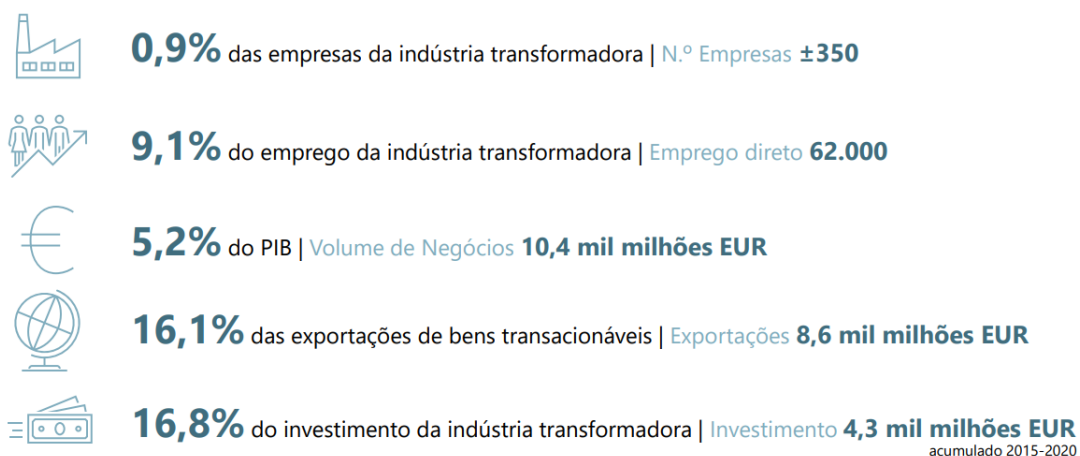 0,9% das empresas da indústria transformadora | N.º Empresas ±350
9,1% do emprego da indústria transformadora | Emprego direto 62.000
5,2% do PIB | Volume de Negócios 10,4 mil milhões EUR
16,1% das exportações de bens transacionáveis | Exportações 8,6 mil milhões EUR
16,8% do investimento da indústria transformadora | Investimento 4,3 mil milhões EUR
acumulado 2015-2020